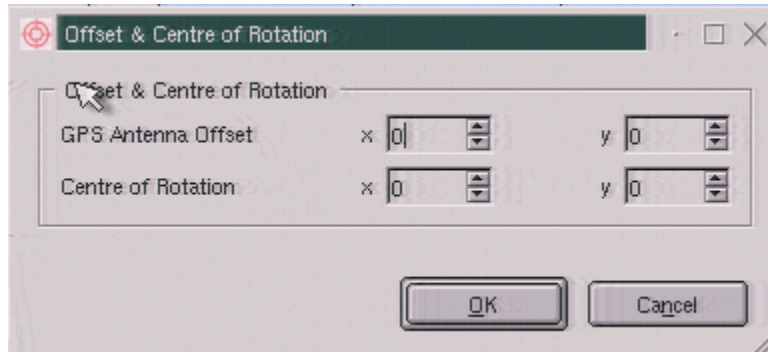 Offset & Centre of Rotation
Offset & Centre of Rotation
GPS Antenna Offset x 0 y 0
Centre of Rotation x 0 y 0
OK Cancel